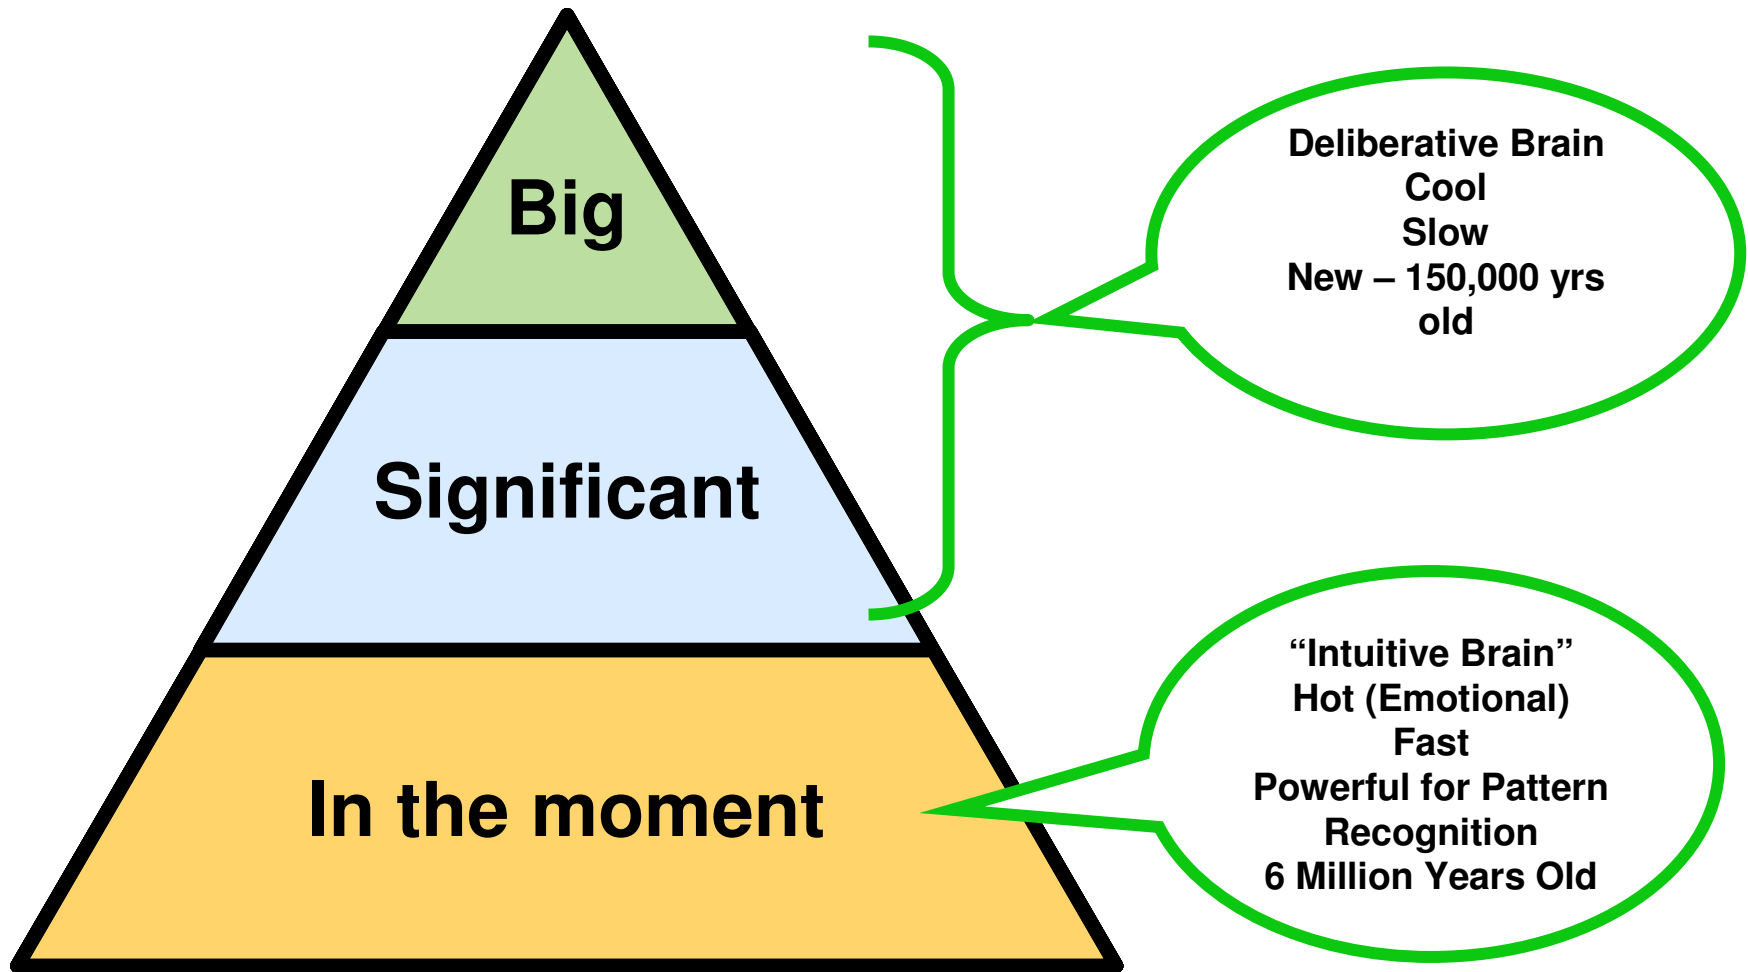 Big
Significant
In the moment
Deliberative Brain
Cool
Slow
New – 150,000 yrs
old
“Intuitive Brain”
Hot (Emotional)
Fast
Powerful for Pattern
Recognition
6 Million Years Old